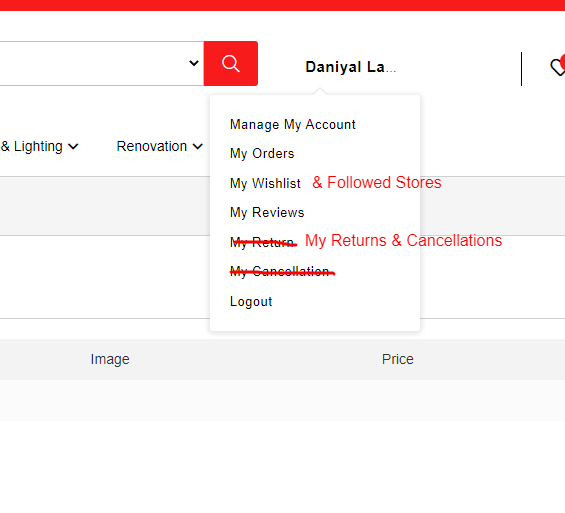 Daniyal La...
& Lighting
Renovation
Manage My Account
My Orders
My Wishlist & Followed Stores
My Reviews
My Return My Returns & Cancellations
My Cancellation
Logout
Image Price